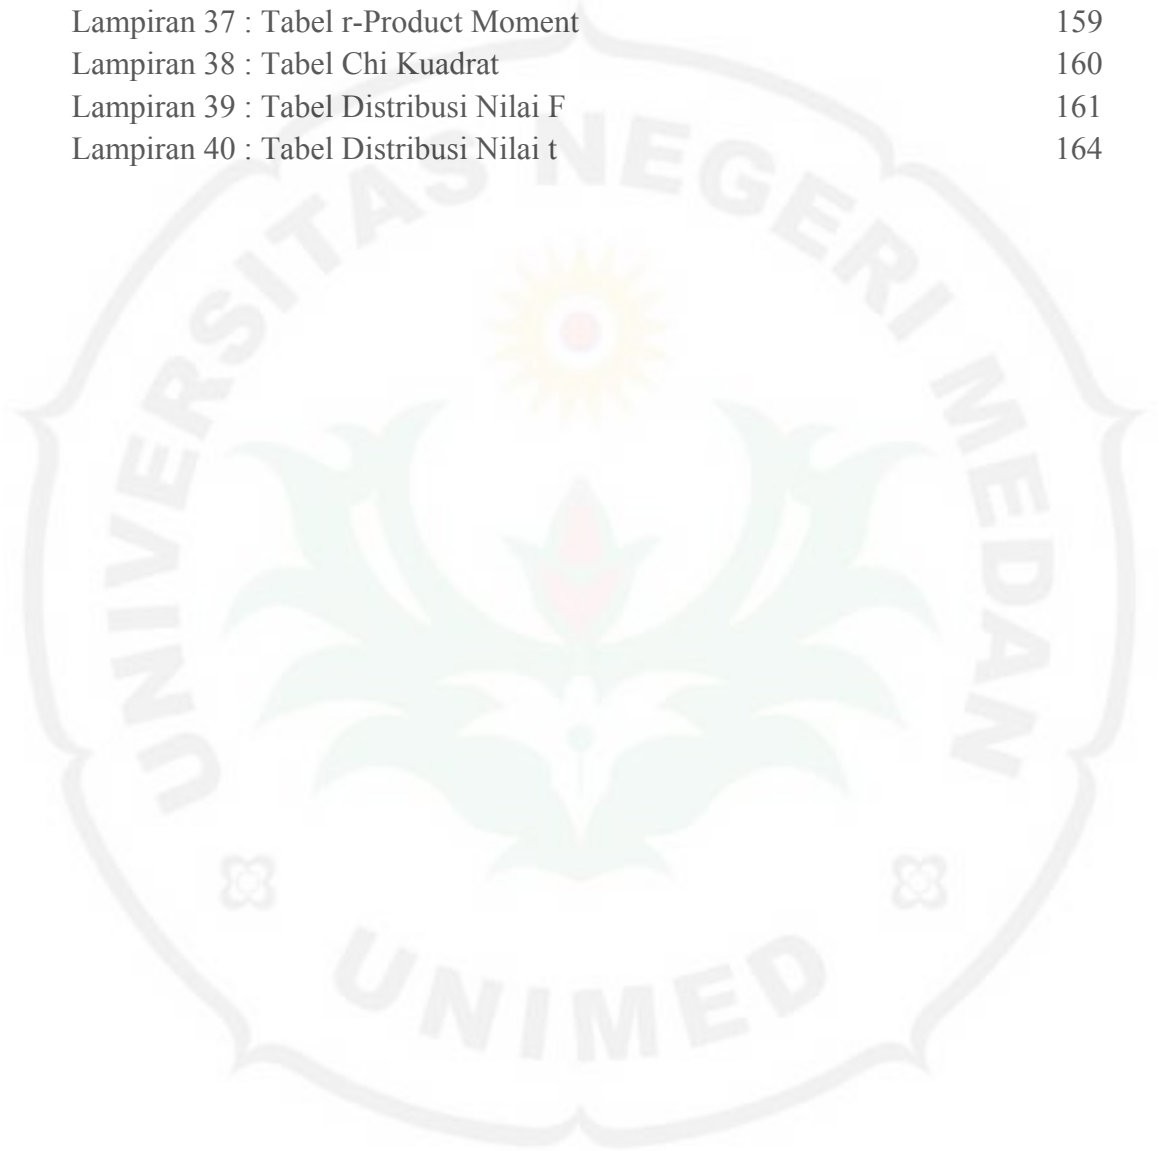 Lampiran 37 : Tabel r-Product Moment 159
Lampiran 38 : Tabel Chi Kuadrat 160
Lampiran 39 : Tabel Distribusi Nilai F 161
Lampiran 40 : Tabel Distribusi Nilai t 164
UNIVERSITAS NEGERI MEDAN
UNIMED